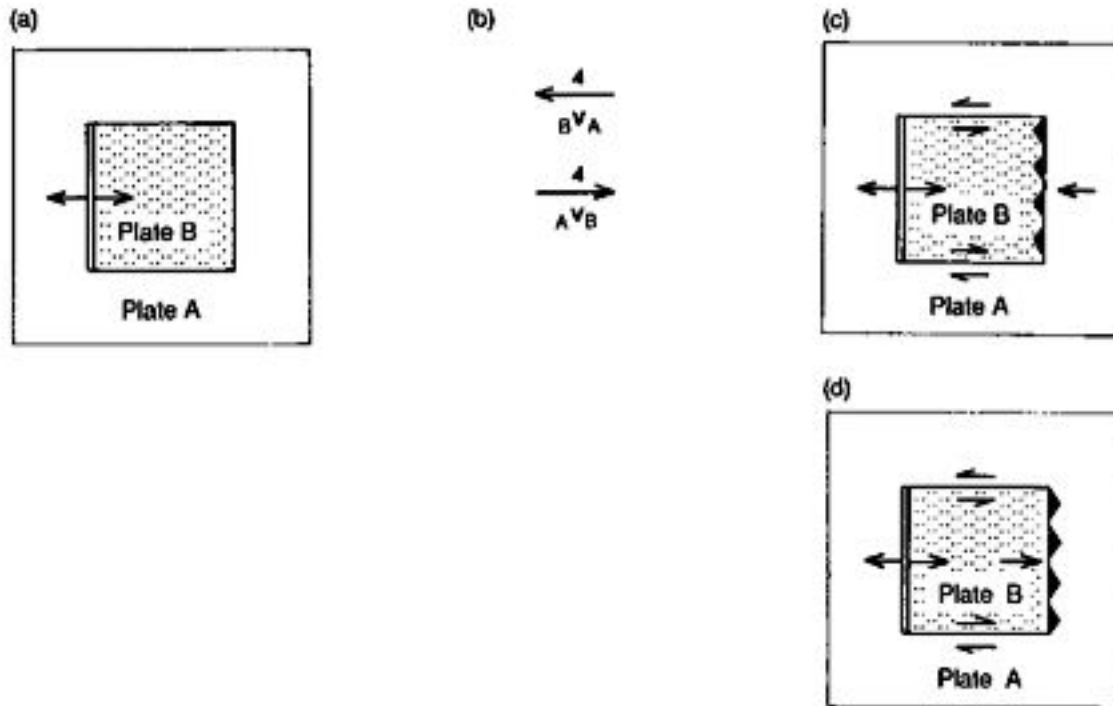 (a)
Plate B
Plate A
(b)
4
BVA
4
AVB
(c)
Plate B
Plate A
(d)
Plate B
Plate A